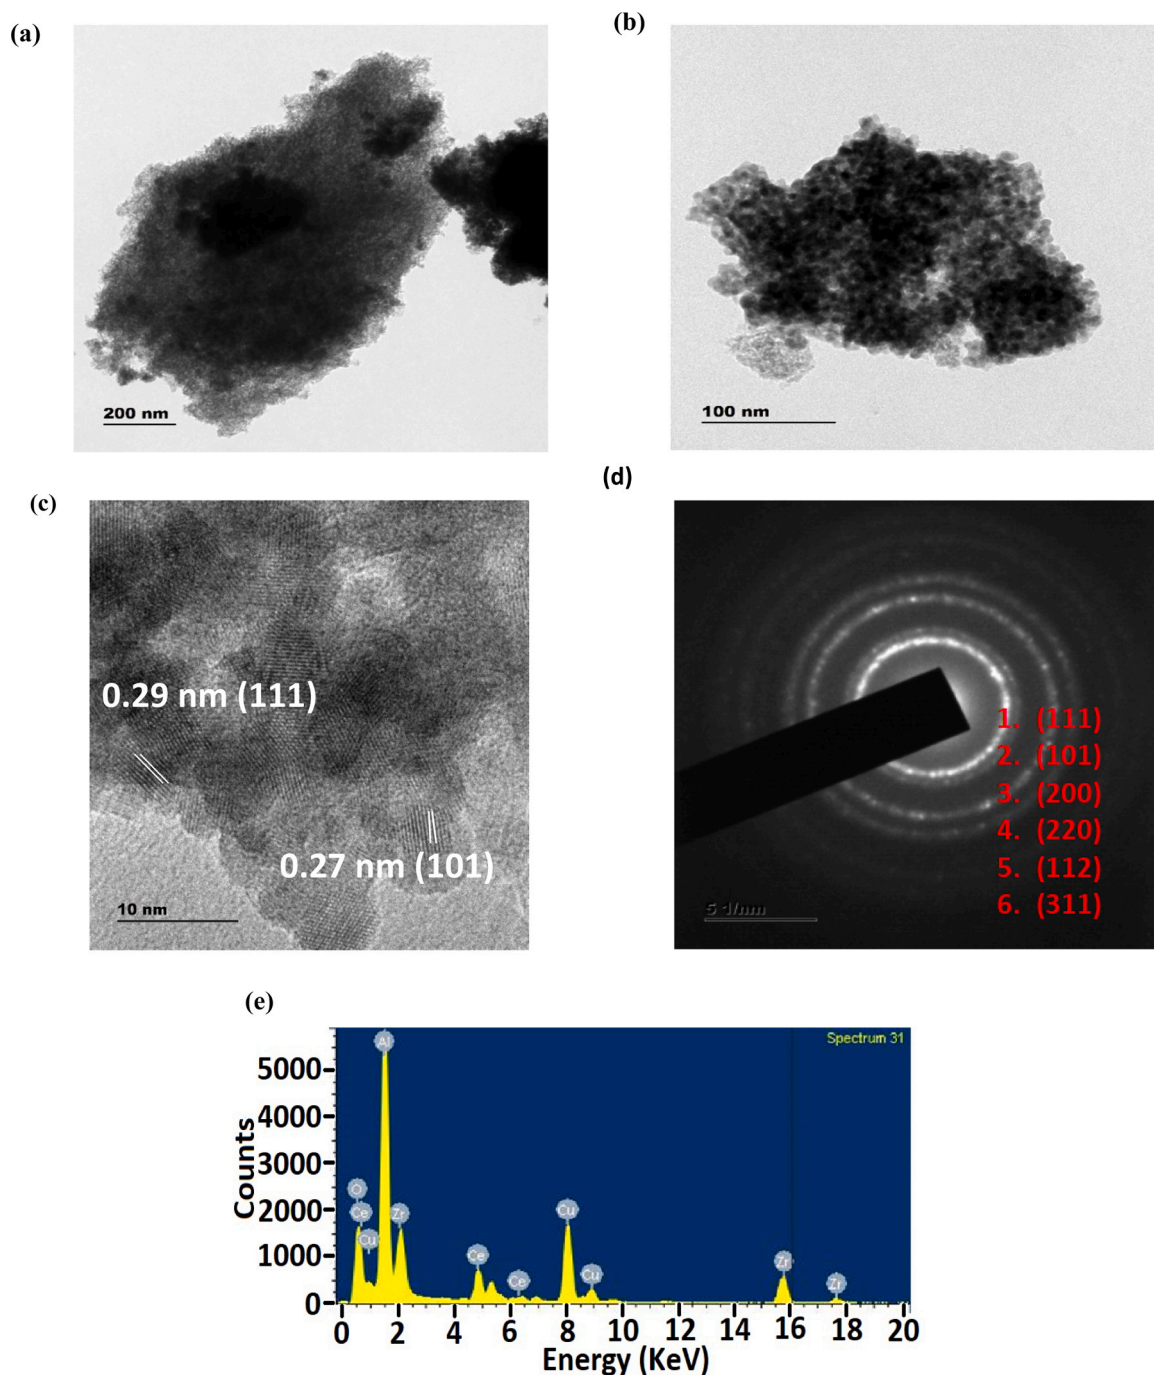 (a)
(b)
200 nm
100 nm
(c)
(d)
0.29 nm (111)
0.27 nm (101)
10 nm
1. (111)
2. (101)
3. (200)
4. (220)
5. (112)
6. (311)
5 1/nm
(e)
Spectrum 31
Al
O
Ce
Cu
Zr
Ce
Ce
Cu
Cu
Zr
Zr
5000
4000
3000
2000
1000
0
Counts
0 2 4 6 8 10 12 14 16 18 20
Energy (KeV)